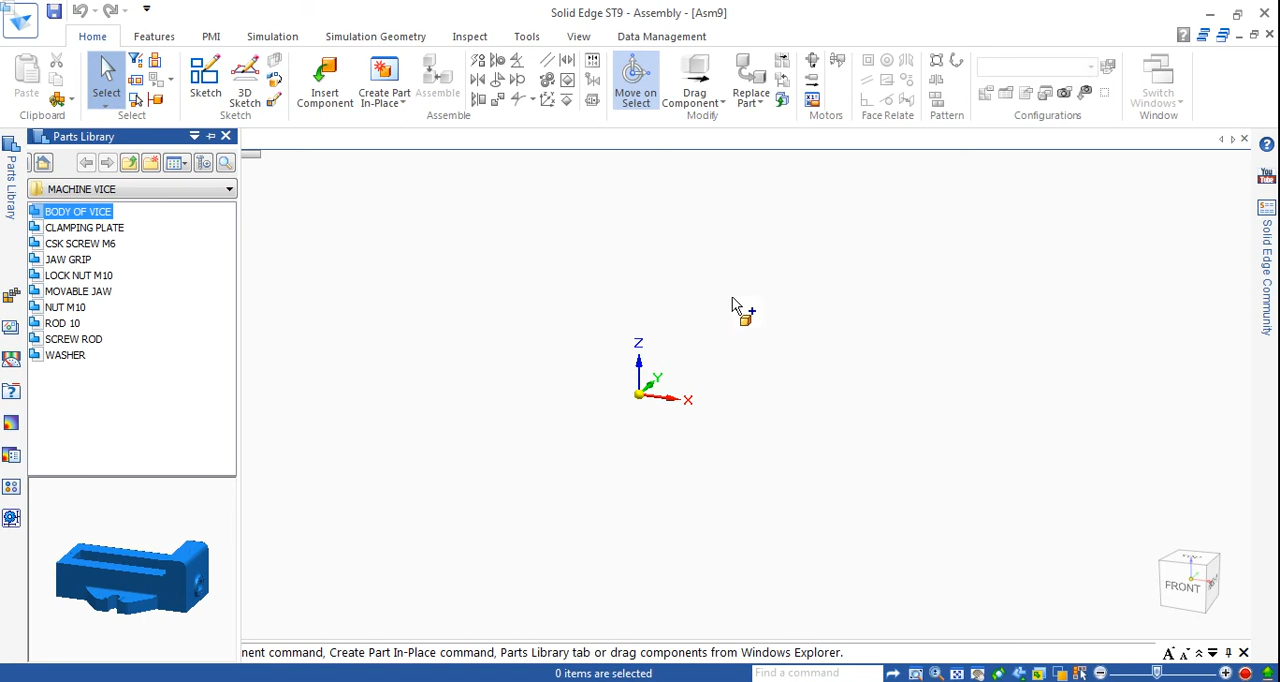 Solid Edge ST9 - Assembly - [Asm9]
Home Features PMI Simulation Simulation Geometry Inspect Tools View Data Management
Paste
Clipboard
Select
Select
Sketch
3D Sketch
Sketch
Insert Component
Create Part In-Place
Assemble
Assemble
Move on Select
Drag Component
Replace Part
Modify
Motors
Face Relate
Pattern
Configurations
Switch Windows
Window
Parts Library
Parts Library
MACHINE VICE
BODY OF VICE
CLAMPING PLATE
CSK SCREW M6
JAW GRIP
LOCK NUT M10
MOVABLE JAW
NUT M10
ROD 10
SCREW ROD
WASHER
Z
Y
X
FRONT
You Tube
Solid Edge Community
nent command, Create Part In-Place command, Parts Library tab or drag components from Windows Explorer.
0 items are selected
Find a command